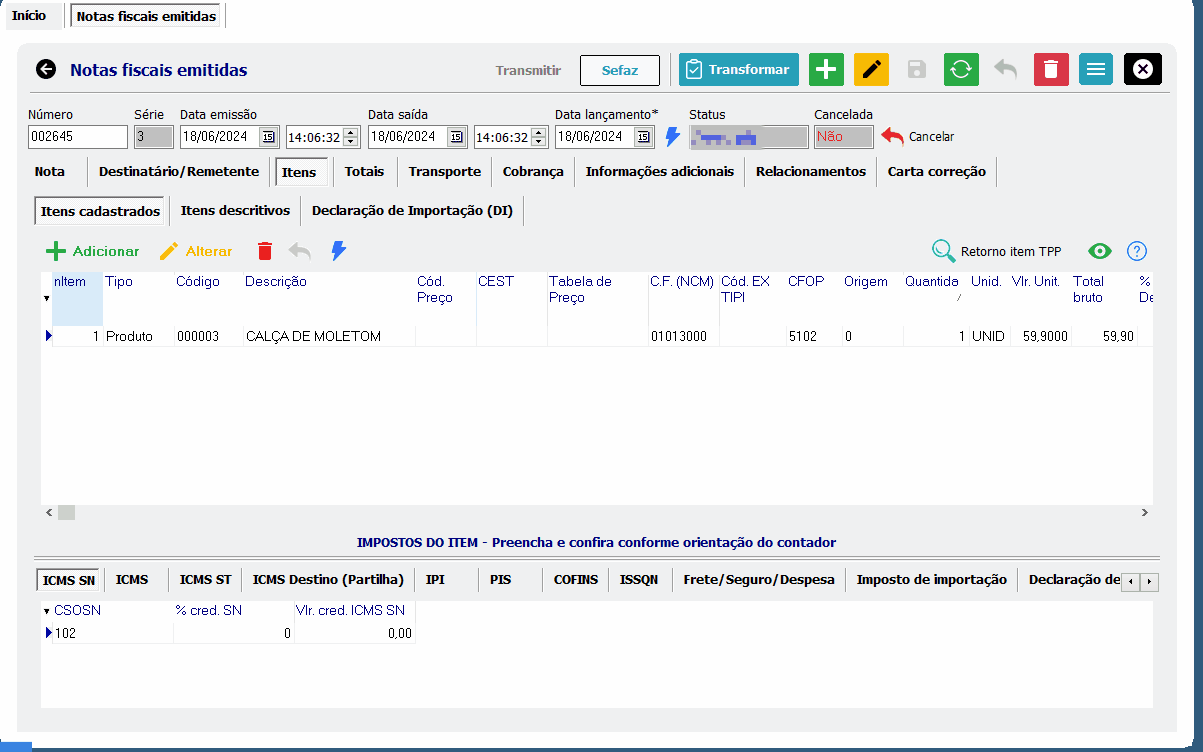 Início Notas fiscais emitidas
Notas fiscais emitidas Transmitir Sefaz Transformar
Número Série Data emissão Data saída Data lançamento* Status Cancelada
002645 3 18/06/2024 15 14:06:32 18/06/2024 15 14:06:32 18/06/2024 15 Não Cancelar
Nota Destinatário/Remetente Itens Totais Transporte Cobrança Informações adicionais Relacionamentos Carta correção
Itens cadastrados Itens descritivos Declaração de Importação (DI)
Adicionar Alterar Retorno item TPP ?
nItem Tipo Código Descrição Cód. CEST Tabela de C.F. (NCM) Cód. EX CFOP Origem Quantida Unid. Vlr. Unit. Total %
Preço Preço TIPI / bruto De
1 Produto 000003 CALÇA DE MOLETOM 01013000 5102 0 1 UNID 59,9000 59,90
IMPOSTOS DO ITEM - Preencha e confira conforme orientação do contador
ICMS SN ICMS ICMS ST ICMS Destino (Partilha) IPI PIS COFINS ISSQN Frete/Seguro/Despesa Imposto de importação Declaração de
CSOSN % cred. SN Vlr. cred. ICMS SN
102 0 0,00